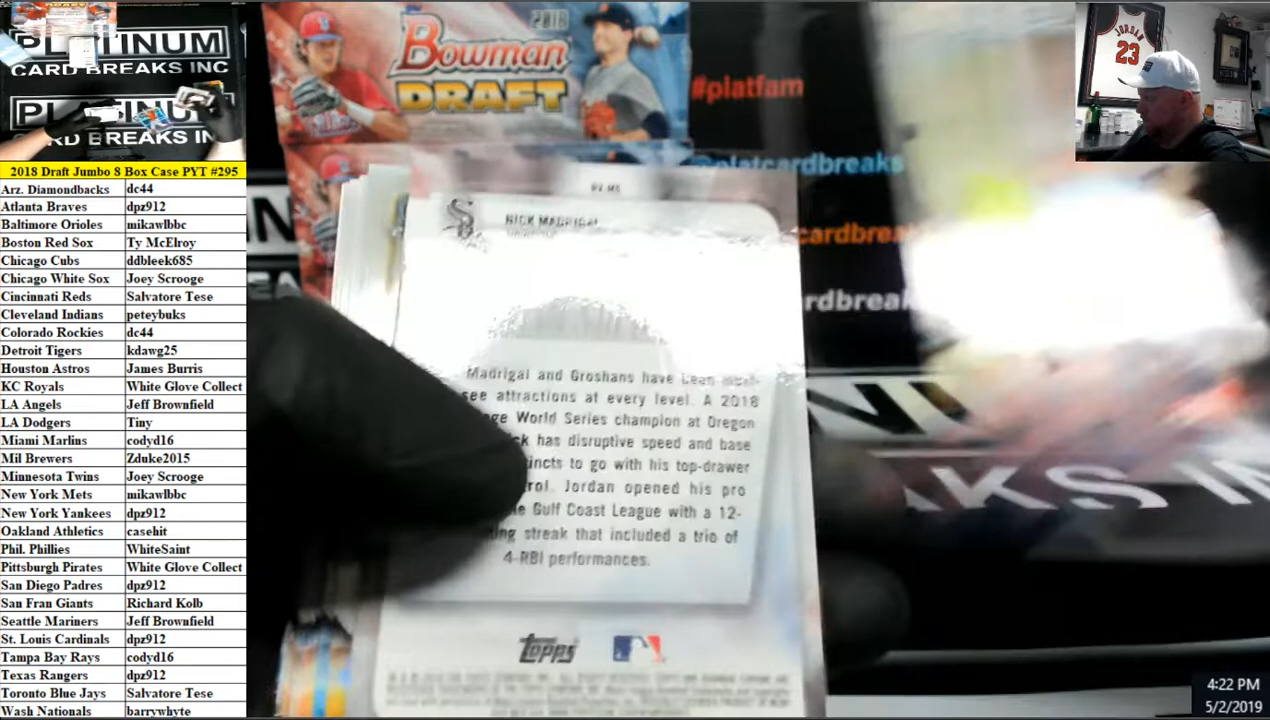 PLATINUM
CARD BREAKS INC
2018 Draft Jumbo 8 Box Case PYT #295
Arz. Diamondbacks dc44
Atlanta Braves dpz912
Baltimore Orioles mikawlbbc
Boston Red Sox Ty McElroy
Chicago Cubs ddbleek685
Chicago White Sox Joey Scrooge
Cincinnati Reds Salvatore Tese
Cleveland Indians peteybuks
Colorado Rockies dc44
Detroit Tigers kdawg25
Houston Astros James Burris
KC Royals White Glove Collect
LA Angels Jeff Brownfield
LA Dodgers Tiny
Miami Marlins codyd16
Mil Brewers Zduke2015
Minnesota Twins Joey Scrooge
New York Mets mikawlbbc
New York Yankees dpz912
Oakland Athletics casehit
Phil. Phillies WhiteSaint
Pittsburgh Pirates White Glove Collect
San Diego Padres dpz912
San Fran Giants Richard Kolb
Seattle Mariners Jeff Brownfield
St. Louis Cardinals dpz912
Tampa Bay Rays codyd16
Texas Rangers dpz912
Toronto Blue Jays Salvatore Tese
Wash Nationals barrywhyte
2018
Bowman
DRAFT
#platfam
platcardbreaks
cardbrea
rdbreak
NICK MADRIGAL
Madrigal and Groshans have been
see attractions at every level. A 2018
World Series champion at Oregon
has disruptive speed and base
to go with his top-drawer
Jordan opened his pro
Gulf Coast League with a 12-
streak that included a trio of
4-RBI performances.
Topps
AKS IN
JORDAN
23
4:22 PM
5/2/2019